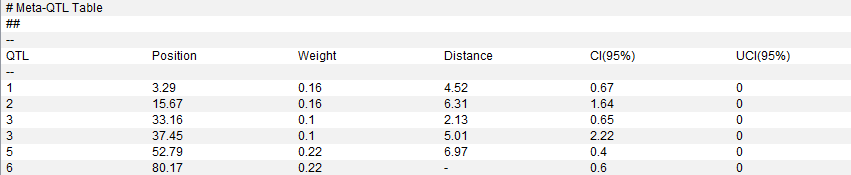 # Meta-QTL Table
##
--
QTL Position Weight Distance CI(95%) UCI(95%)
--
1 3.29 0.16 4.52 0.67 0
2 15.67 0.16 6.31 1.64 0
3 33.16 0.1 2.13 0.65 0
3 37.45 0.1 5.01 2.22 0
5 52.79 0.22 6.97 0.4 0
6 80.17 0.22 - 0.6 0